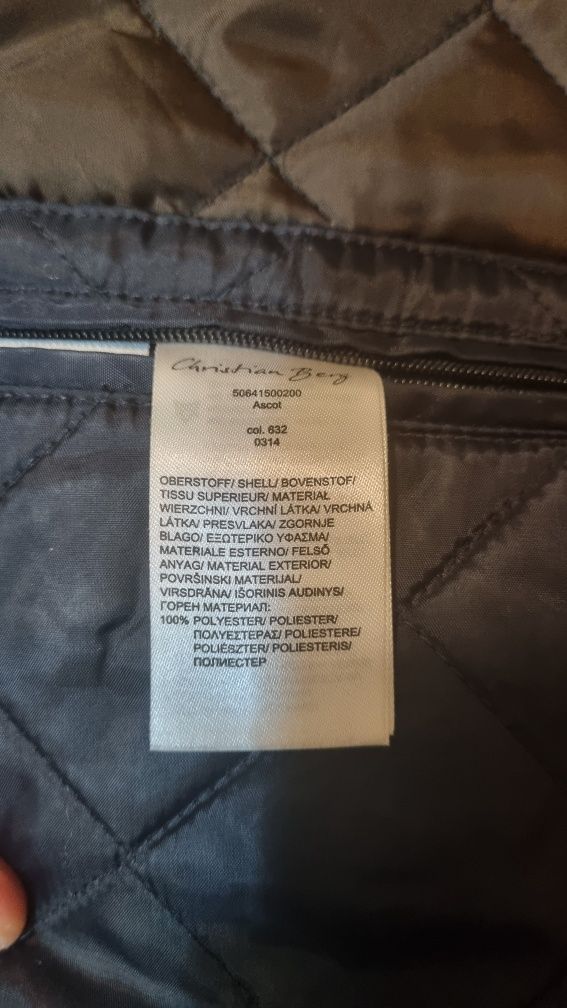 Christian Berg
50641500200
Ascot
col. 632
0314
OBERSTOFF/ SHELL/ BOVENSTOF/
TISSU SUPERIEUR/ MATERIAŁ
WIERZCHNI/ VRCHNÍ LÁTKA/ VRCHNÁ
LÁTKA/ PRESVLAKA/ ZGORNJE
BLAGO/ ΕΞΩΤΕΡΙΚΟ ΥΦΑΣΜΑ/
MATERIALE ESTERNO/ FELSŐ
ANYAG/ MATERIAL EXTERIOR/
POVRŠINSKI MATERIJAL/
VIRSDRĀNA/ IŠORINIS AUDINYS/
ГОРЕН МАТЕРИАЛ:
100% POLYESTER/ POLIESTER/
ΠΟΛΥΕΣΤΕΡΑΣ/ POLIESTERE/
POLIÉSZTER/ POLIESTERIS/
ПОЛИЕСТЕР